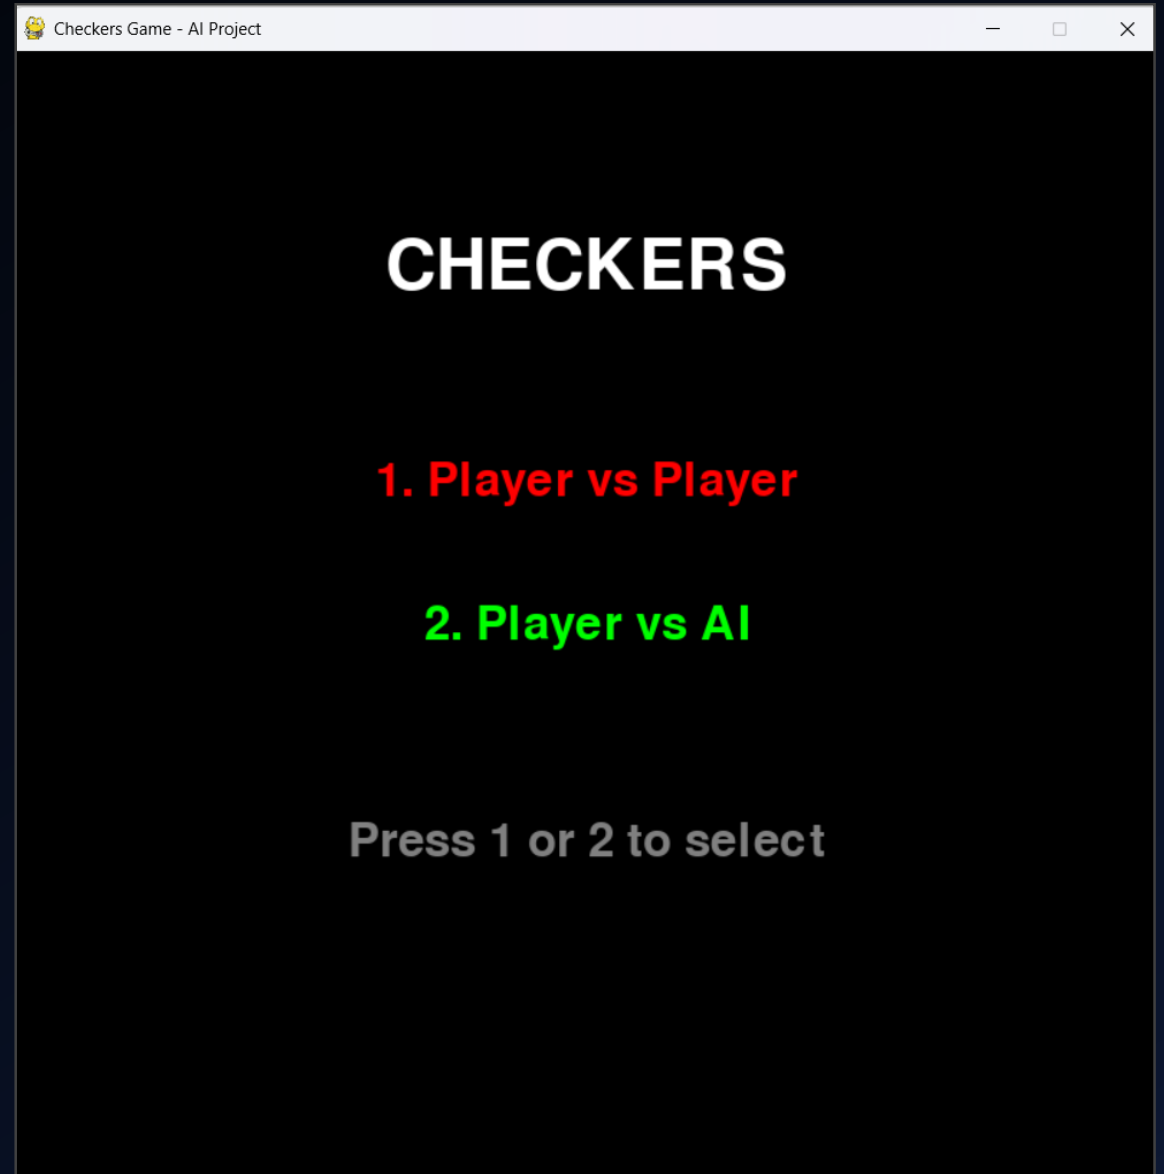 Checkers Game - AI Project
CHECKERS
1. Player vs Player
2. Player vs AI
Press 1 or 2 to select